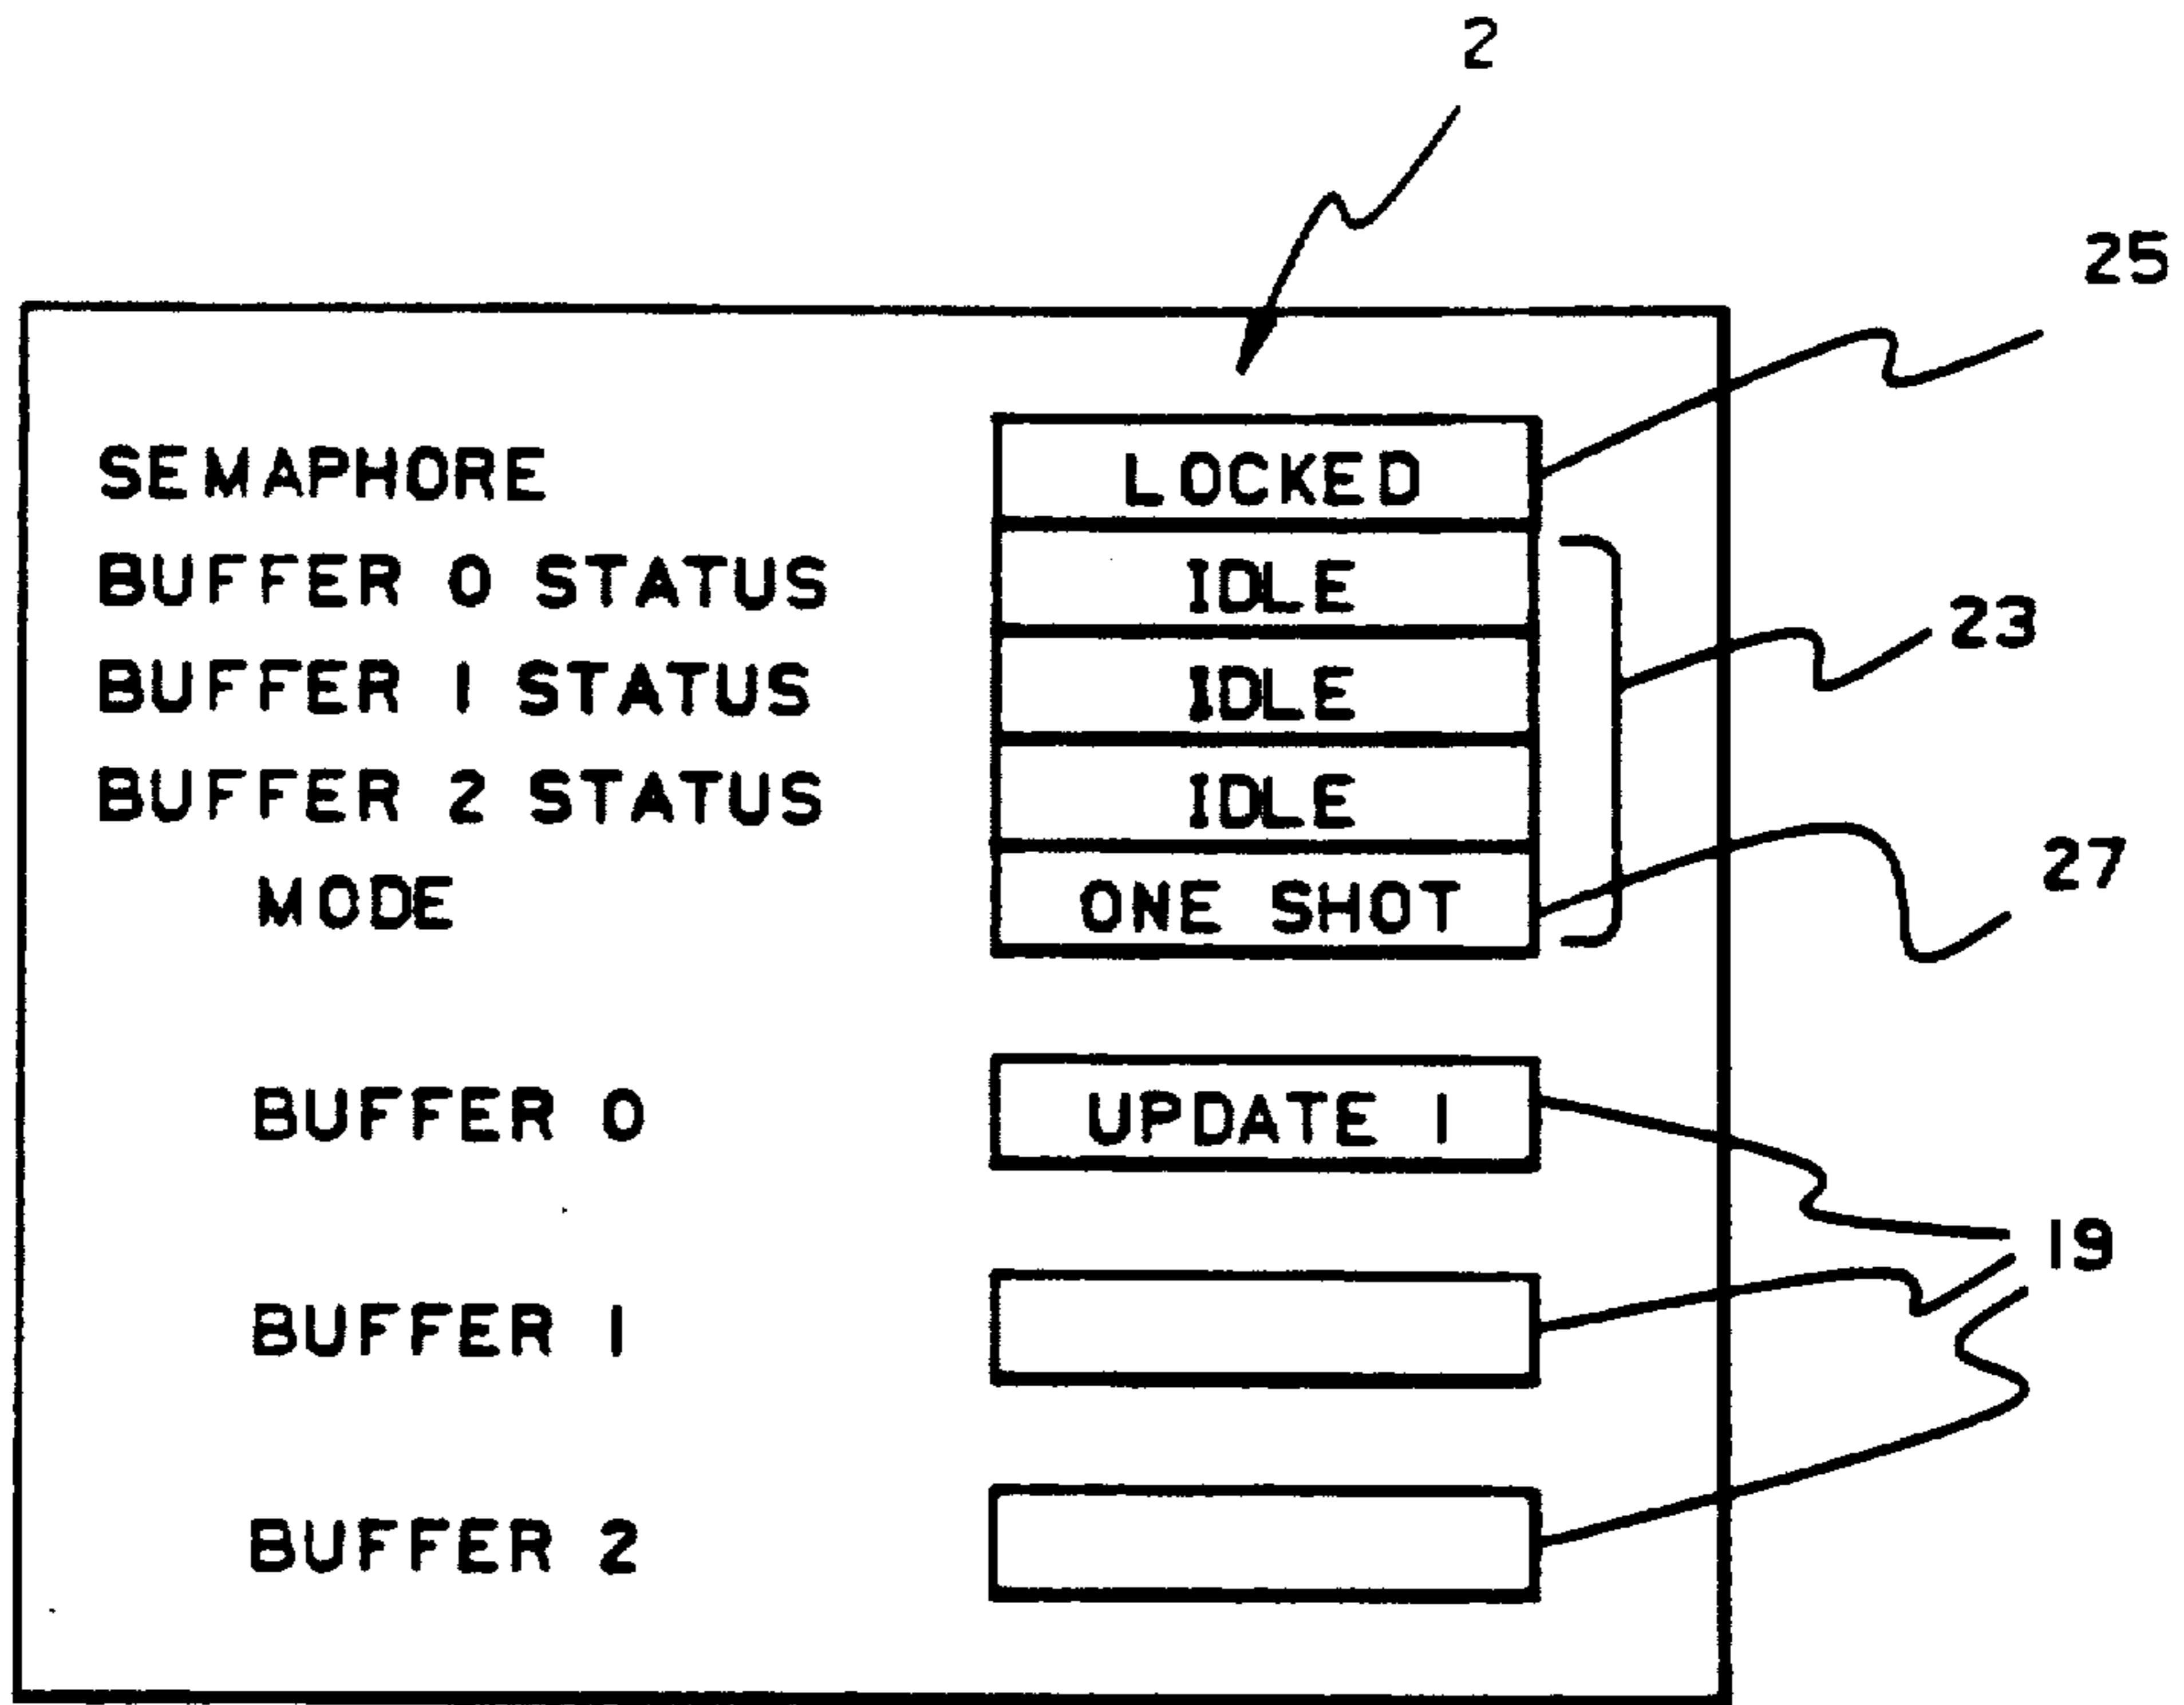 2
25
SEMAPHORE LOCKED
BUFFER 0 STATUS IDLE
23
BUFFER 1 STATUS IDLE
BUFFER 2 STATUS IDLE
27
MODE ONE SHOT
BUFFER 0 UPDATE 1
19
BUFFER 1
BUFFER 2